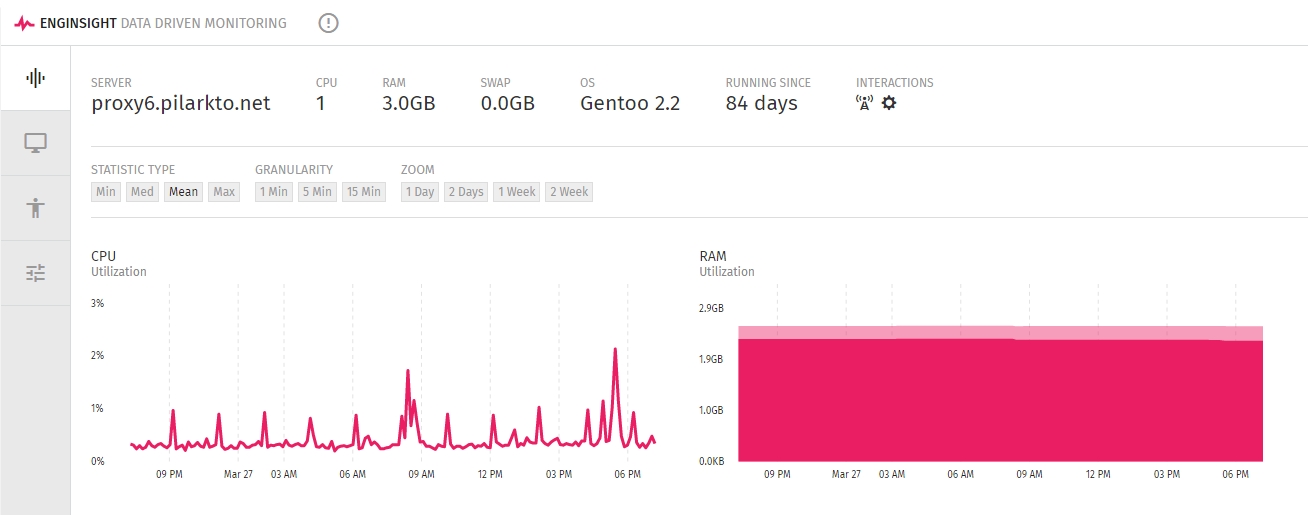 ENGINSIGHT DATA DRIVEN MONITORING
SERVER CPU RAM SWAP OS RUNNING SINCE INTERACTIONS
proxy6.pilarkto.net 1 3.0GB 0.0GB Gentoo 2.2 84 days
STATISTIC TYPE GRANULARITY ZOOM
Min Med Mean Max 1 Min 5 Min 15 Min 1 Day 2 Days 1 Week 2 Week
CPU
Utilization
3%
2%
1%
0%
09 PM Mar 27 03 AM 06 AM 09 AM 12 PM 03 PM 06 PM
RAM
Utilization
2.9GB
1.9GB
1.0GB
0.0KB
09 PM Mar 27 03 AM 06 AM 09 AM 12 PM 03 PM 06 PM